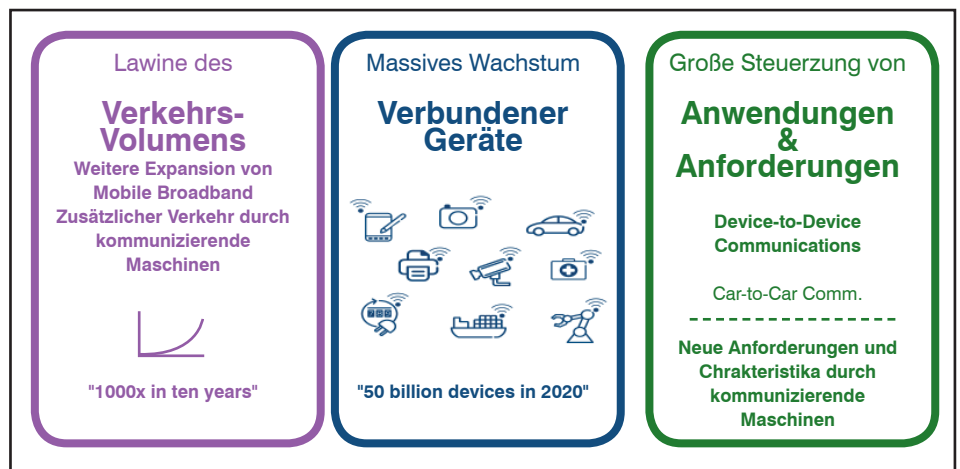 Lawine des
Verkehrs-
Volumens
Weitere Expansion von
Mobile Broadband
Zusätzlicher Verkehr durch
kommunizierende
Maschinen
"1000x in ten years"
Massives Wachstum
Verbundener
Geräte
"50 billion devices in 2020"
Große Steuerzung von
Anwendungen
&
Anforderungen
Device-to-Device
Communications
Car-to-Car Comm.
Neue Anforderungen und
Chrakteristika durch
kommunizierende
Maschinen